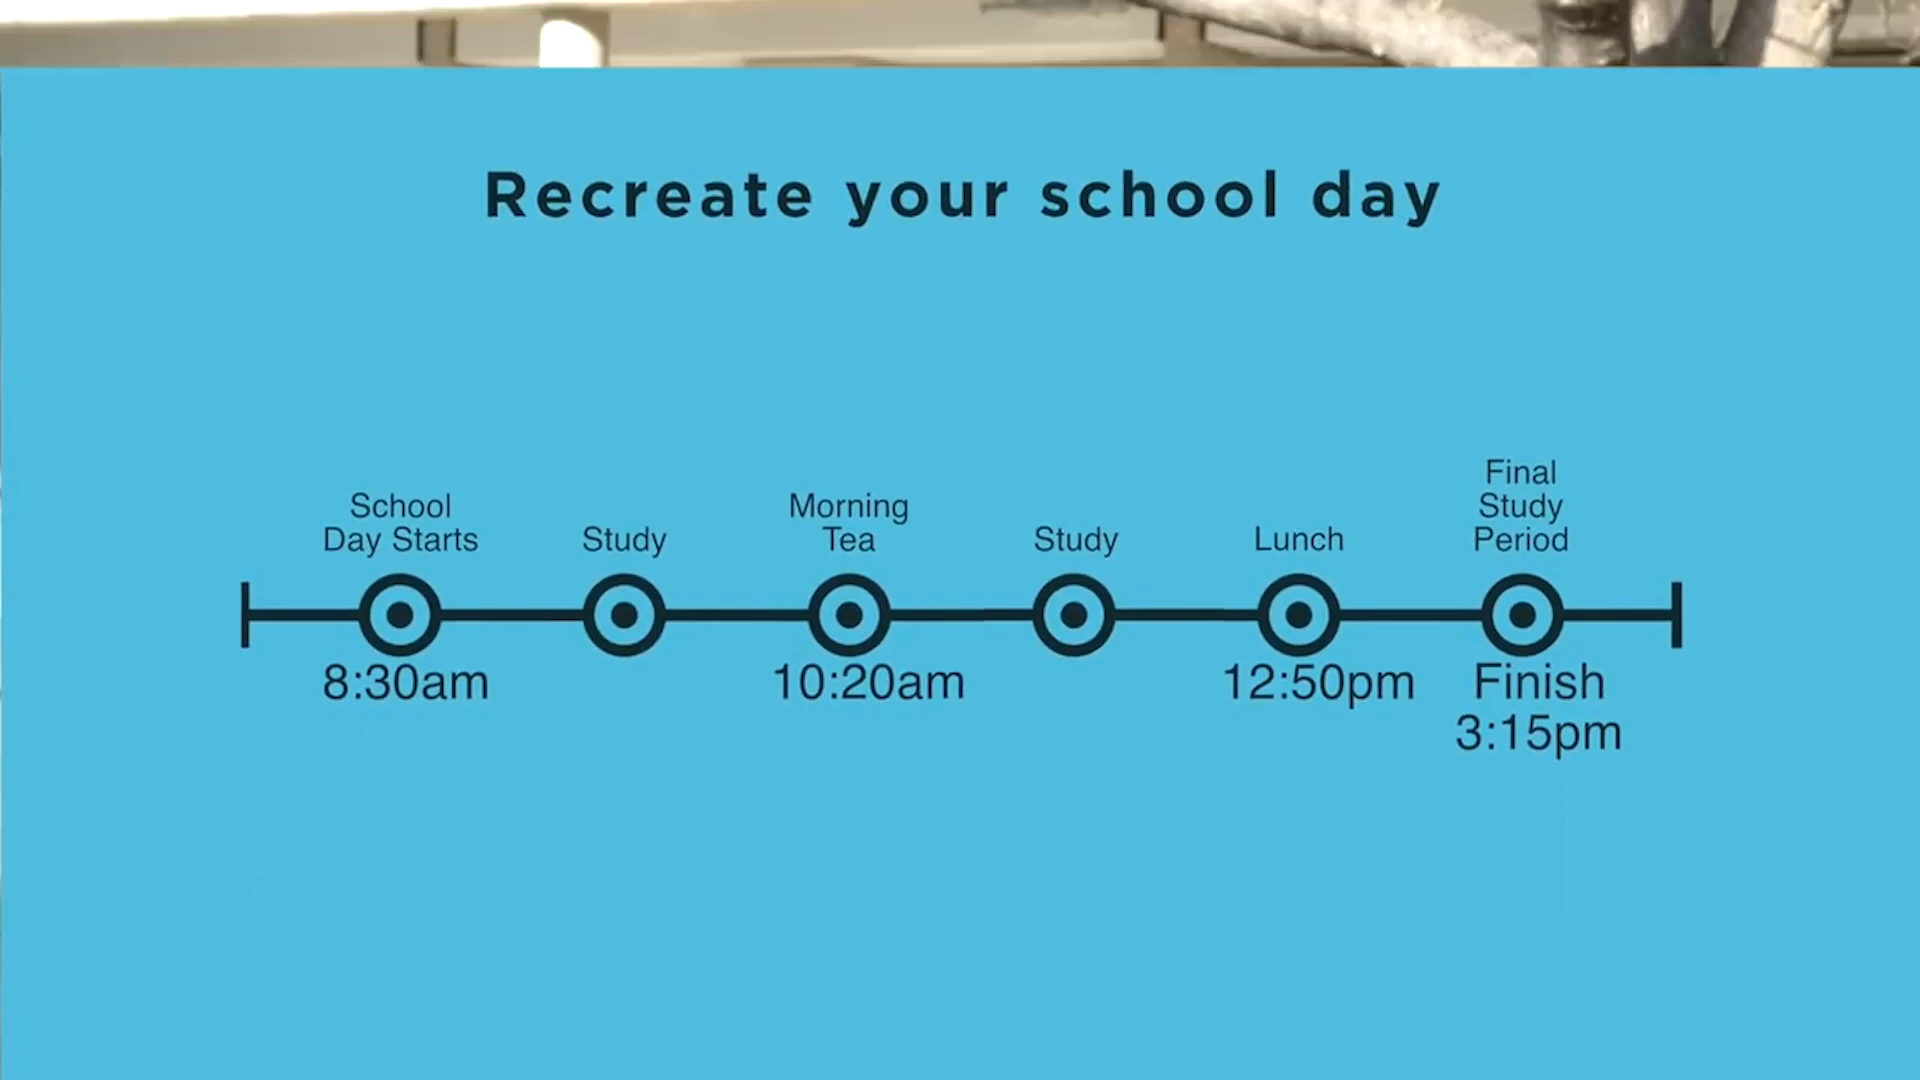 Recreate your school day
School
Day Starts
Study
Morning
Tea
Study
Lunch
Final
Study
Period
8:30am
10:20am
12:50pm
Finish
3:15pm